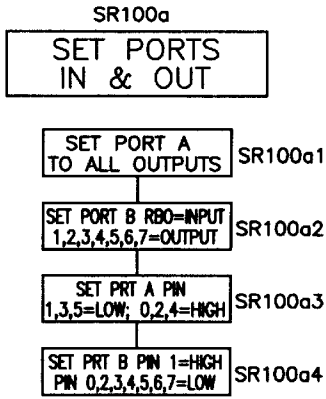 SR100a
SET PORTS
IN & OUT
SET PORT A
TO ALL OUTPUTS
SR100a1
SET PORT B RBO=INPUT
1,2,3,4,5,6,7=OUTPUT
SR100a2
SET PRT A PIN
1,3,5=LOW; 0,2,4=HIGH
SR100a3
SET PRT B PIN 1=HIGH
PIN 0,2,3,4,5,6,7=LOW
SR100a4